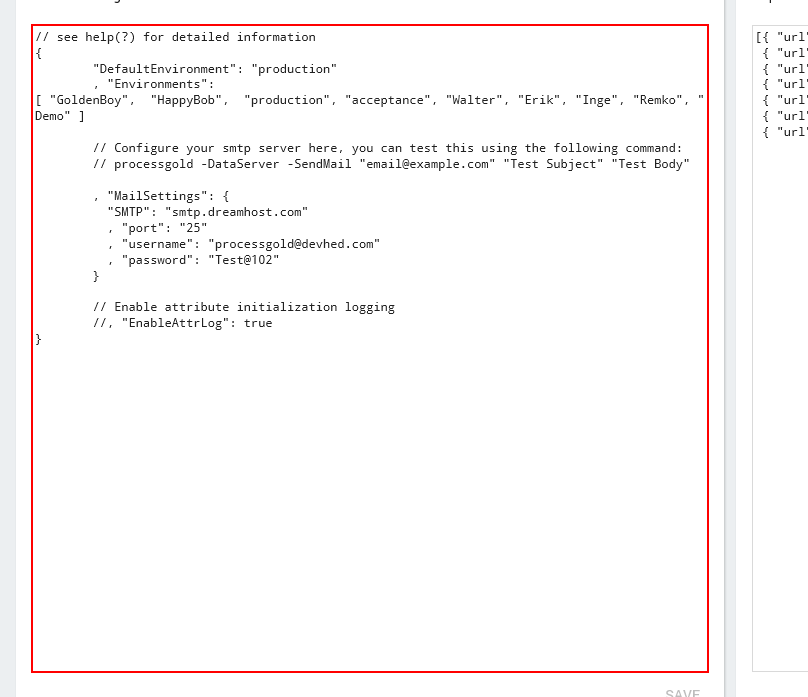 // see help(?) for detailed information
{
"DefaultEnvironment": "production"
, "Environments":
[ "GoldenBoy",  "HappyBob",  "production", "acceptance", "Walter", "Erik", "Inge", "Remko", "
Demo" ]
// Configure your smtp server here, you can test this using the following command:
// processgold -DataServer -SendMail "email@example.com" "Test Subject" "Test Body"
, "MailSettings": {
"SMTP": "smtp.dreamhost.com"
, "port": "25"
, "username": "processgold@devhed.com"
, "password": "Test@102"
}
// Enable attribute initialization logging
//, "EnableAttrLog": true
}
SAVE
[{ "url"
{ "url"
{ "url"
{ "url"
{ "url"
{ "url"
{ "url"